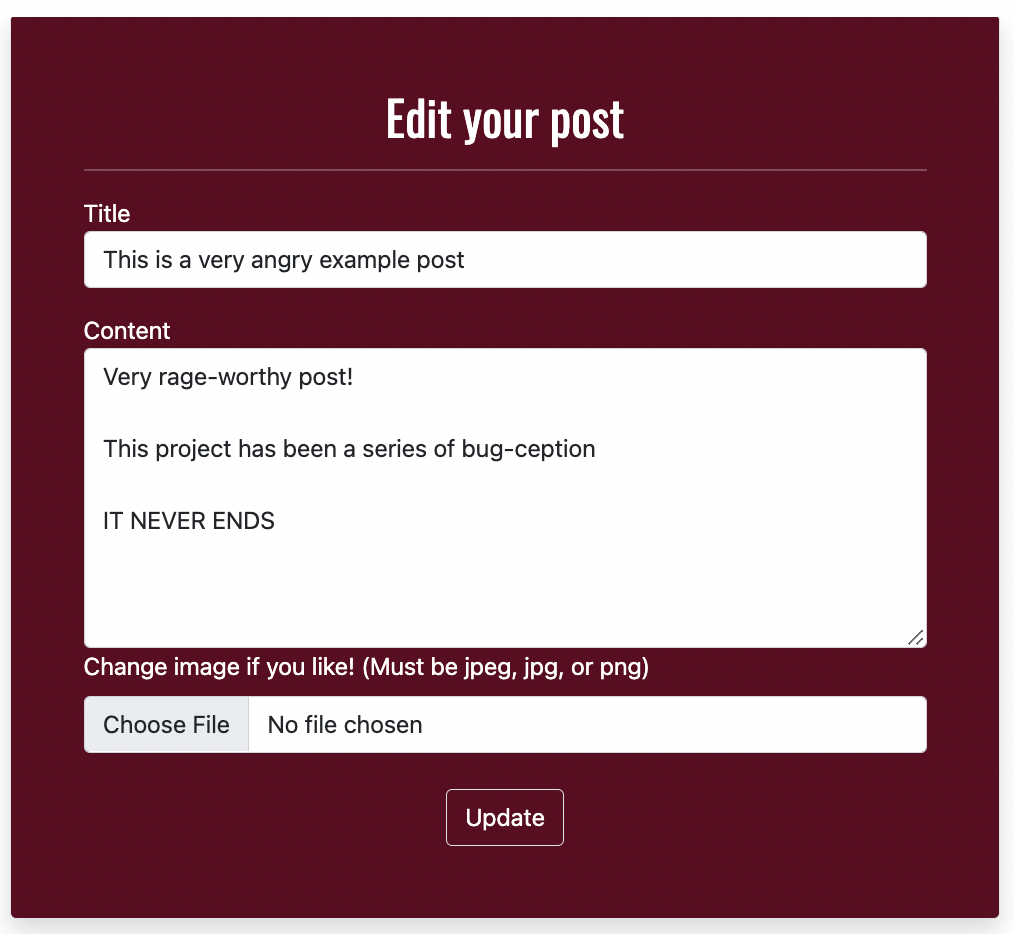 Edit your post
Title
This is a very angry example post
Content
Very rage-worthy post!
This project has been a series of bug-ception
IT NEVER ENDS
Change image if you like! (Must be jpeg, jpg, or png)
Choose File No file chosen
Update